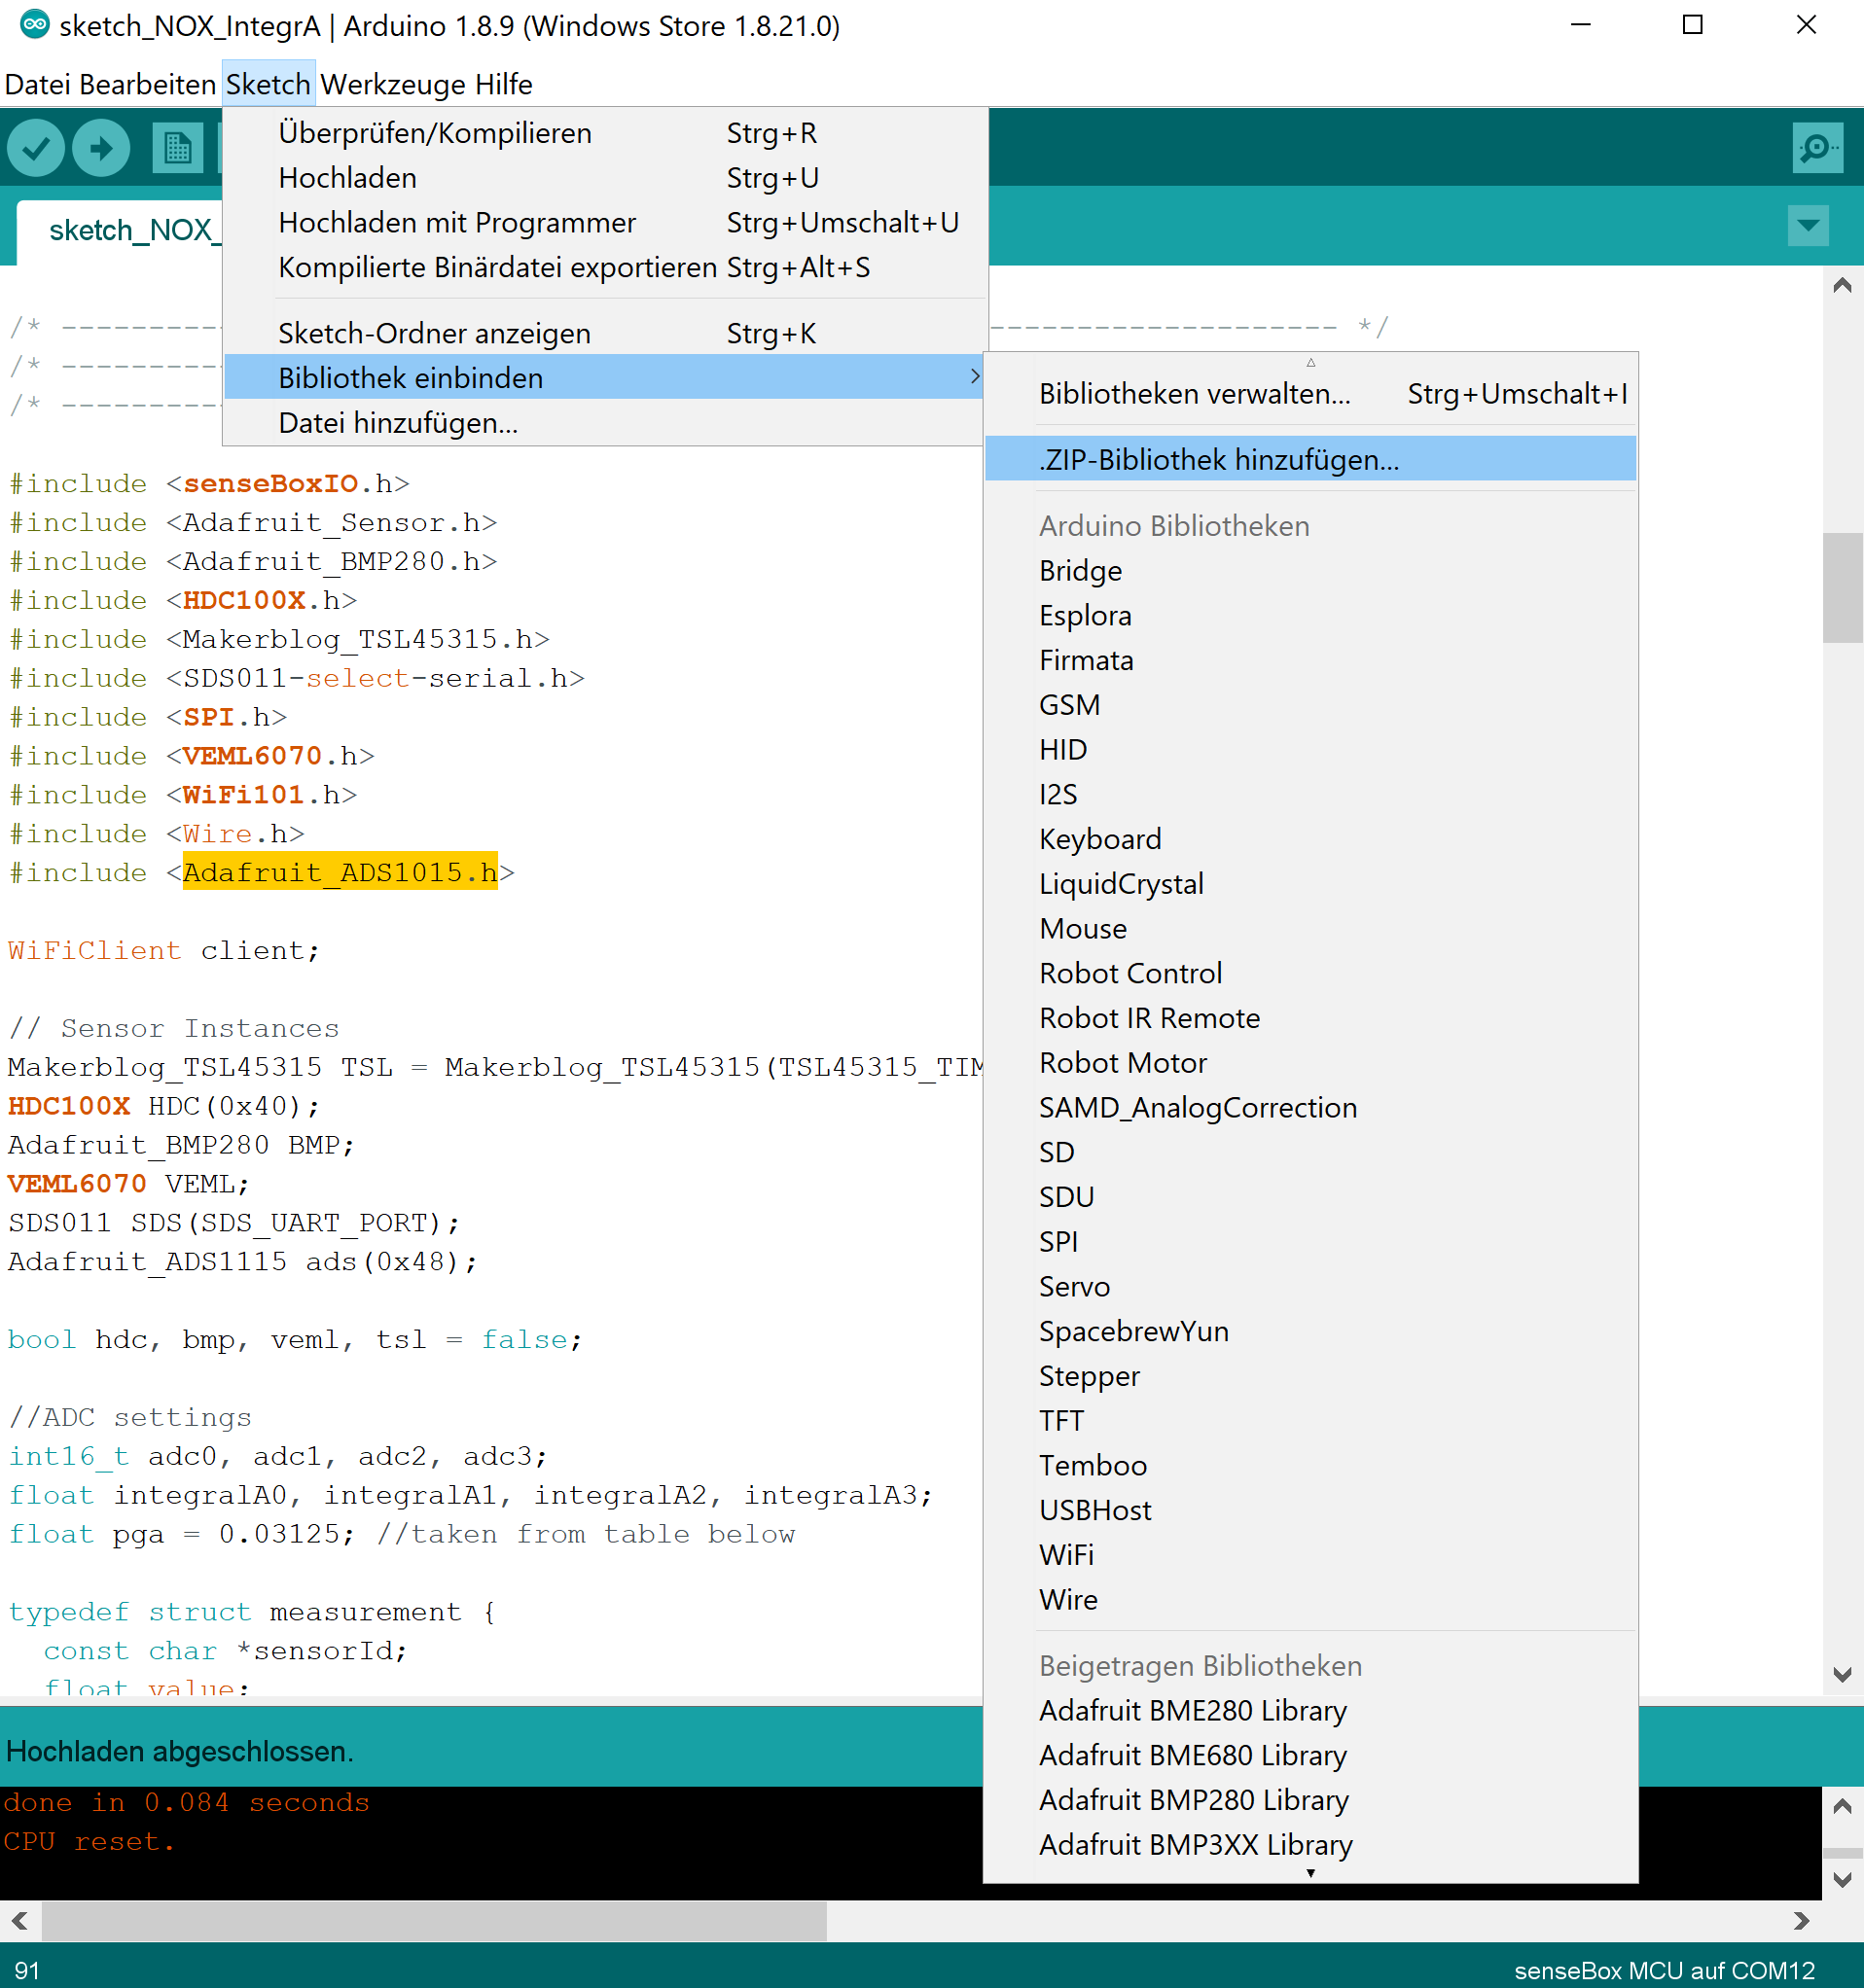 sketch_NOX_IntegrA | Arduino 1.8.9 (Windows Store 1.8.21.0)
Datei Bearbeiten Sketch Werkzeuge Hilfe
Überprüfen/Kompilieren Strg+R
Hochladen Strg+U
Hochladen mit Programmer Strg+Umschalt+U
Kompilierte Binärdatei exportieren Strg+Alt+S
Sketch-Ordner anzeigen Strg+K
Bibliothek einbinden
Datei hinzufügen...
sketch_NOX_
Bibliotheken verwalten... Strg+Umschalt+I
.ZIP-Bibliothek hinzufügen...
Arduino Bibliotheken
Bridge
Esplora
Firmata
GSM
HID
I2S
Keyboard
LiquidCrystal
Mouse
Robot Control
Robot IR Remote
Robot Motor
SAMD_AnalogCorrection
SD
SDU
SPI
Servo
SpacebrewYun
Stepper
TFT
Temboo
USBHost
WiFi
Wire
Beigetragen Bibliotheken
Adafruit BME280 Library
Adafruit BME680 Library
Adafruit BMP280 Library
Adafruit BMP3XX Library
/* ---------- -------------------- */
/* ----------
/* ----------
#include <senseBoxIO.h>
#include <Adafruit_Sensor.h>
#include <Adafruit_BMP280.h>
#include <HDC100X.h>
#include <Makerblog_TSL45315.h>
#include <SDS011-select-serial.h>
#include <SPI.h>
#include <VEML6070.h>
#include <WiFi101.h>
#include <Wire.h>
#include <Adafruit_ADS1015.h>
WiFiClient client;
// Sensor Instances
Makerblog_TSL45315 TSL = Makerblog_TSL45315(TSL45315_TIM
HDC100X HDC(0x40);
Adafruit_BMP280 BMP;
VEML6070 VEML;
SDS011 SDS(SDS_UART_PORT);
Adafruit_ADS1115 ads(0x48);
bool hdc, bmp, veml, tsl = false;
//ADC settings
int16_t adc0, adc1, adc2, adc3;
float integralA0, integralA1, integralA2, integralA3;
float pga = 0.03125; //taken from table below
typedef struct measurement {
const char *sensorId;
float value;
Hochladen abgeschlossen.
done in 0.084 seconds
CPU reset.
91
senseBox MCU auf COM12